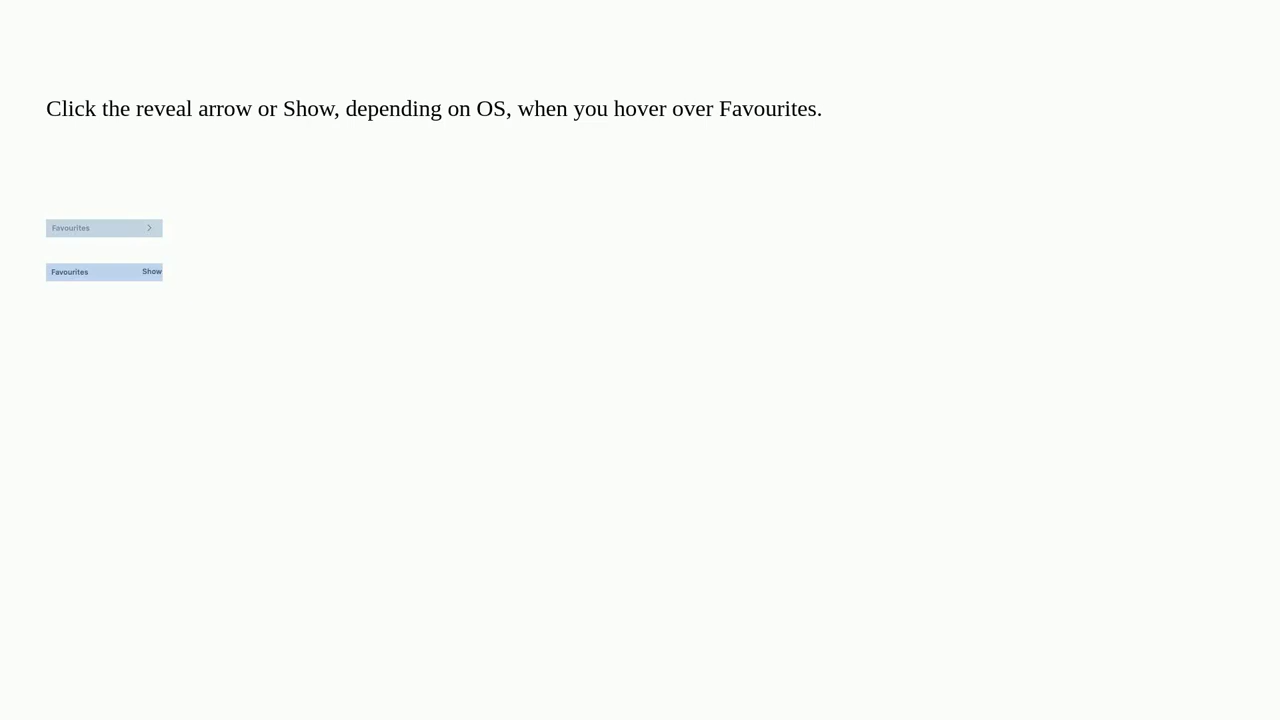 Click the reveal arrow or Show, depending on OS, when you hover over Favourites.
Favourites >
Favourites Show